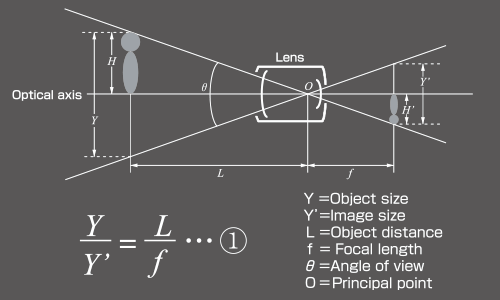 Lens
H
θ
O
Y'
Optical axis
H'
Y
L
f
Y =Object size
Y'=Image size
L =Object distance
f = Focal length
θ =Angle of view
O =Principal point
Y/Y' = L/f ··· ①